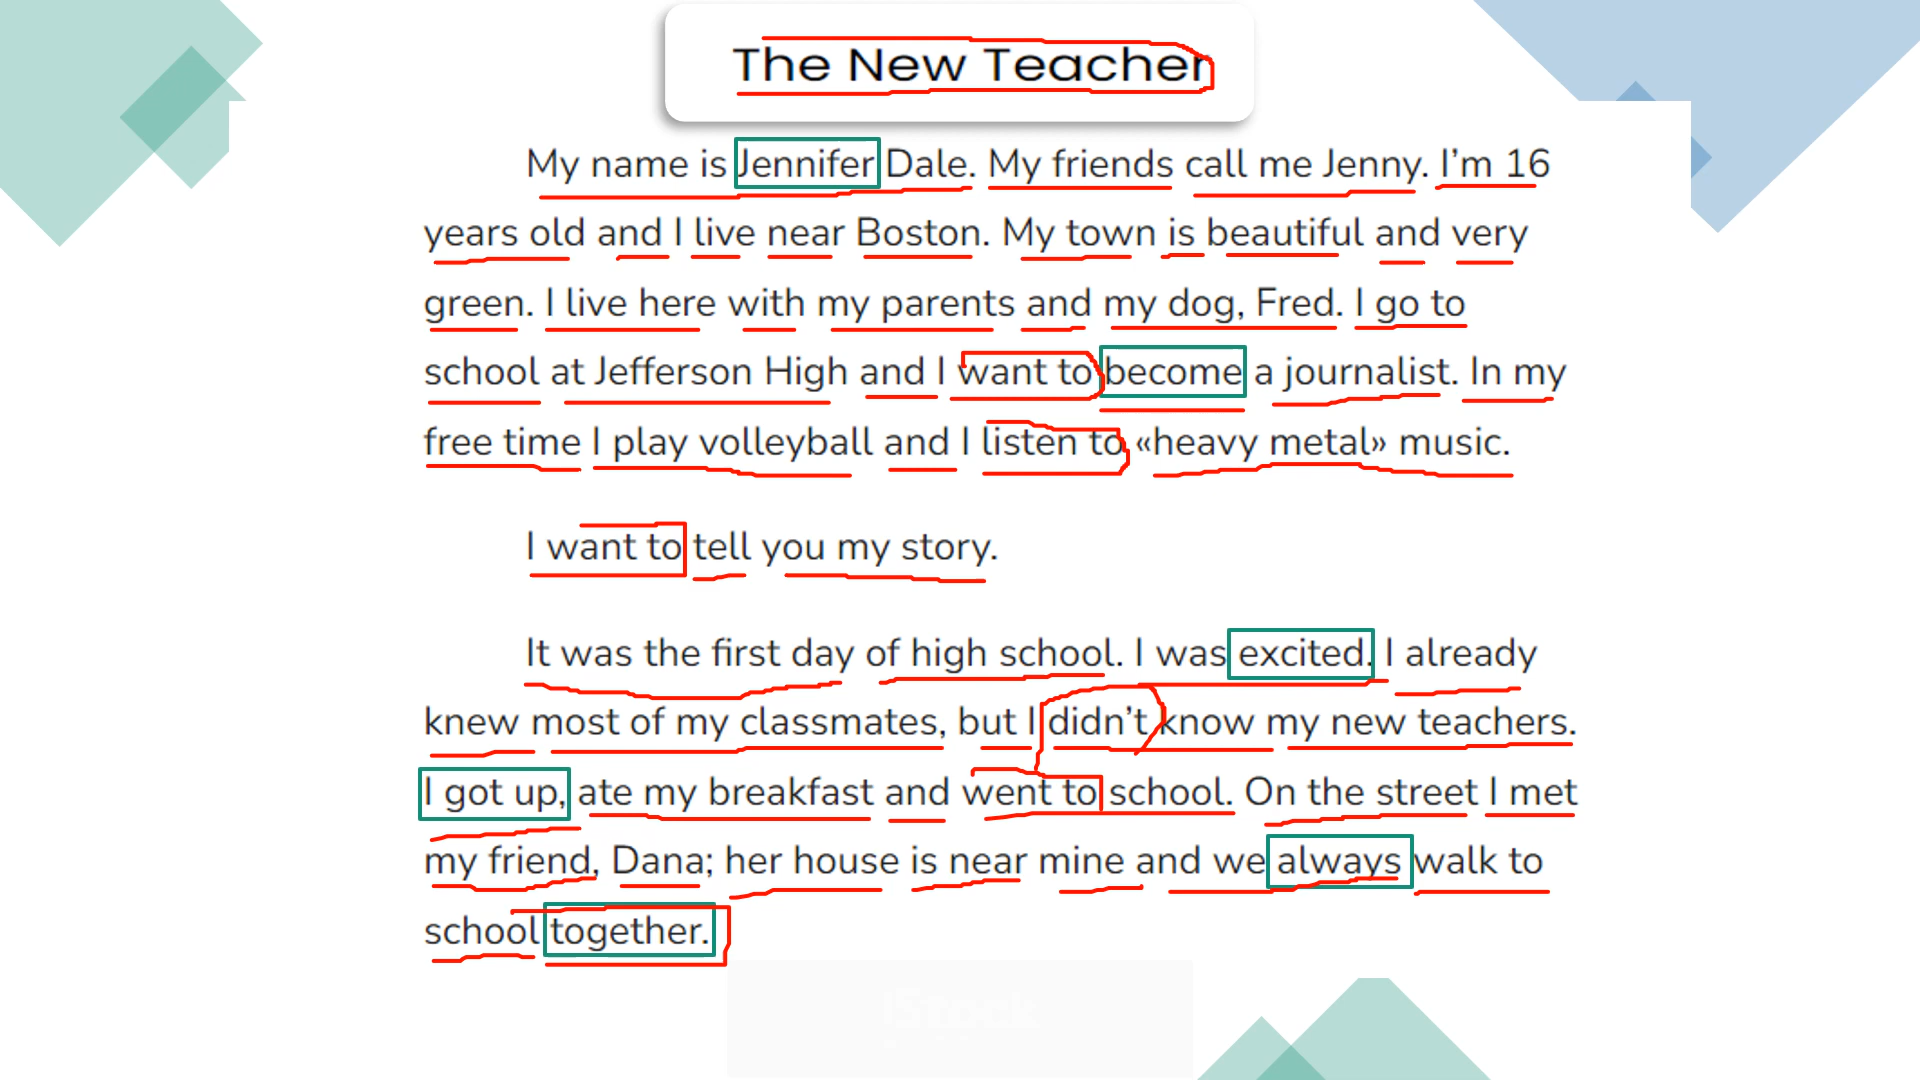 The New Teacher
My name is Jennifer Dale. My friends call me Jenny. I’m 16
years old and I live near Boston. My town is beautiful and very
green. I live here with my parents and my dog, Fred. I go to
school at Jefferson High and I want to become a journalist. In my
free time I play volleyball and I listen to «heavy metal» music.
I want to tell you my story.
It was the first day of high school. I was excited. I already
knew most of my classmates, but I didn’t know my new teachers.
I got up, ate my breakfast and went to school. On the street I met
my friend, Dana; her house is near mine and we always walk to
school together.